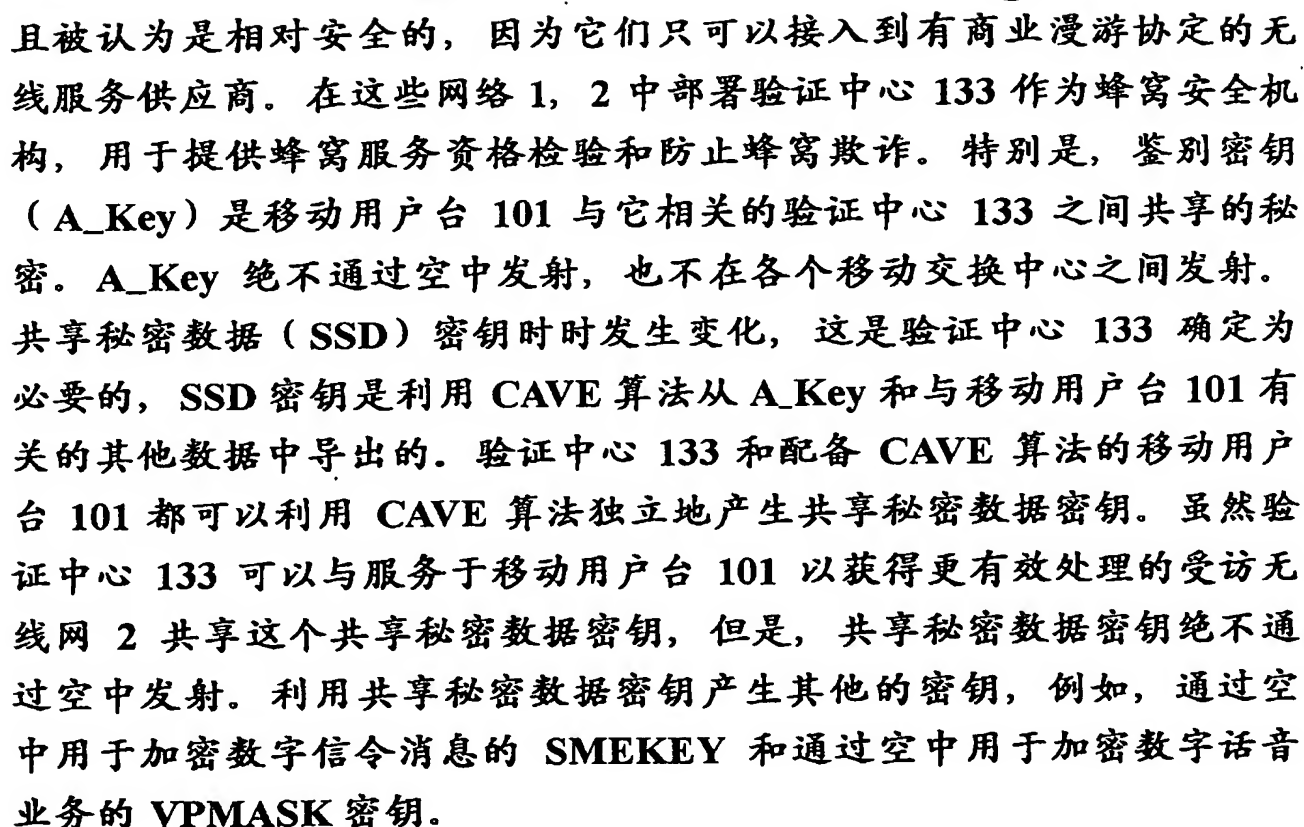 且被认为是相对安全的，因为它们只可以接入到有商业漫游协定的无
线服务供应商。在这些网络 1，2 中部署验证中心 133 作为蜂窝安全机
构，用于提供蜂窝服务资格检验和防止蜂窝欺诈。特别是，鉴别密钥
（A_Key）是移动用户台 101 与它相关的验证中心 133 之间共享的秘
密。A_Key 绝不通过空中发射，也不在各个移动交换中心之间发射。
共享秘密数据（SSD）密钥时时发生变化，这是验证中心 133 确定为
必要的，SSD 密钥是利用 CAVE 算法从 A_Key 和与移动用户台 101 有
关的其他数据中导出的．验证中心 133 和配备 CAVE 算法的移动用户
台 101 都可以利用 CAVE 算法独立地产生共享秘密数据密钥。虽然验
证中心 133 可以与服务于移动用户台 101 以获得更有效处理的受访无
线网 2 共享这个共享秘密数据密钥，但是，共享秘密数据密钥绝不通
过空中发射。利用共享秘密数据密钥产生其他的密钥，例如，通过空
中用于加密数字信令消息的 SMEKEY 和通过空中用于加密数字话音
业务的 VPMASK 密钥。